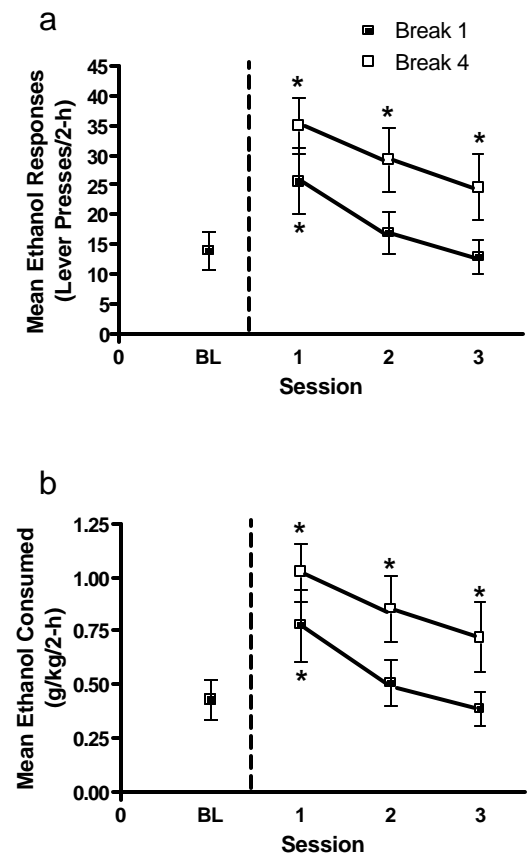 a
Break 1
Break 4
Mean Ethanol Responses
(Lever Presses/2-h)
45
40
35
30
25
20
15
10
5
0
* * *
*
0 BL 1 2 3
Session
b
Mean Ethanol Consumed
(g/kg/2-h)
1.25
1.00
0.75
0.50
0.25
0.00
* * *
*
0 BL 1 2 3
Session